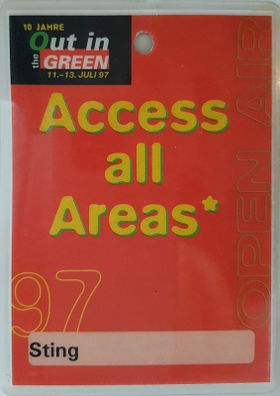 10 JAHRE
Out in
the GREEN
11.–13. JULI 97
Access
all
Areas*
OPEN AIR
97
Sting